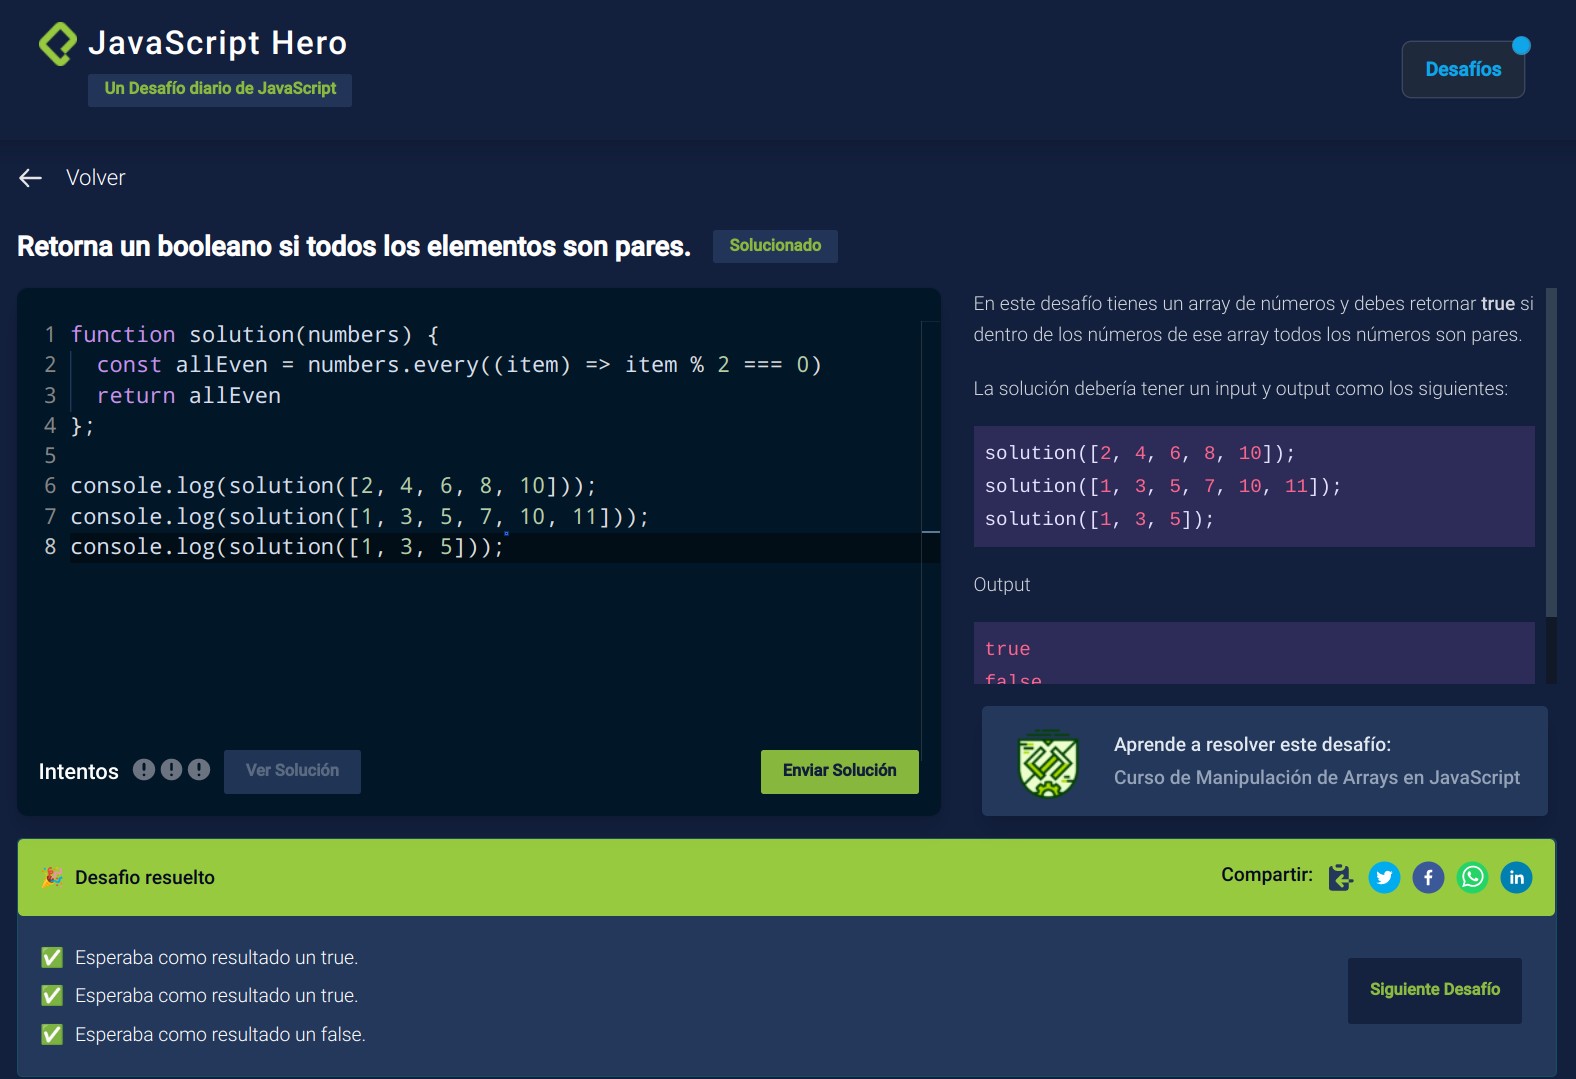 JavaScript Hero
Un Desafío diario de JavaScript
Desafíos
Volver
Retorna un booleano si todos los elementos son pares.
Solucionado
1 function solution(numbers) {
2   const allEven = numbers.every((item) => item % 2 === 0)
3   return allEven
4 };
5
6 console.log(solution([2, 4, 6, 8, 10]));
7 console.log(solution([1, 3, 5, 7, 10, 11]));
8 console.log(solution([1, 3, 5]));
Intentos
Ver Solución
Enviar Solución
En este desafío tienes un array de números y debes retornar true si
dentro de los números de ese array todos los números son pares.
La solución debería tener un input y output como los siguientes:
solution([2, 4, 6, 8, 10]);
solution([1, 3, 5, 7, 10, 11]);
solution([1, 3, 5]);
Output
true
false
Aprende a resolver este desafío:
Curso de Manipulación de Arrays en JavaScript
Desafio resuelto
Compartir:
Esperaba como resultado un true.
Esperaba como resultado un true.
Esperaba como resultado un false.
Siguiente Desafío